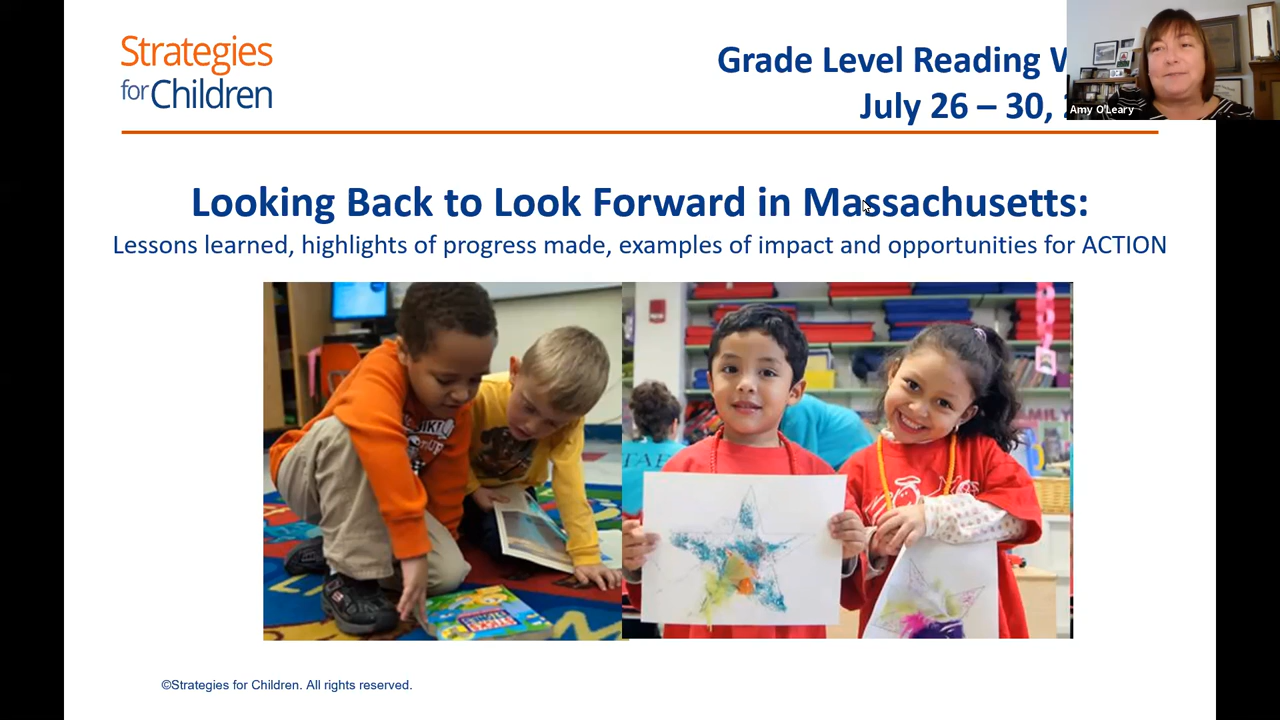 Strategies
for Children
Grade Level Reading
July 26 – 30,
Amy O'Leary
Looking Back to Look Forward in Massachusetts:
Lessons learned, highlights of progress made, examples of impact and opportunities for ACTION
©Strategies for Children. All rights reserved.